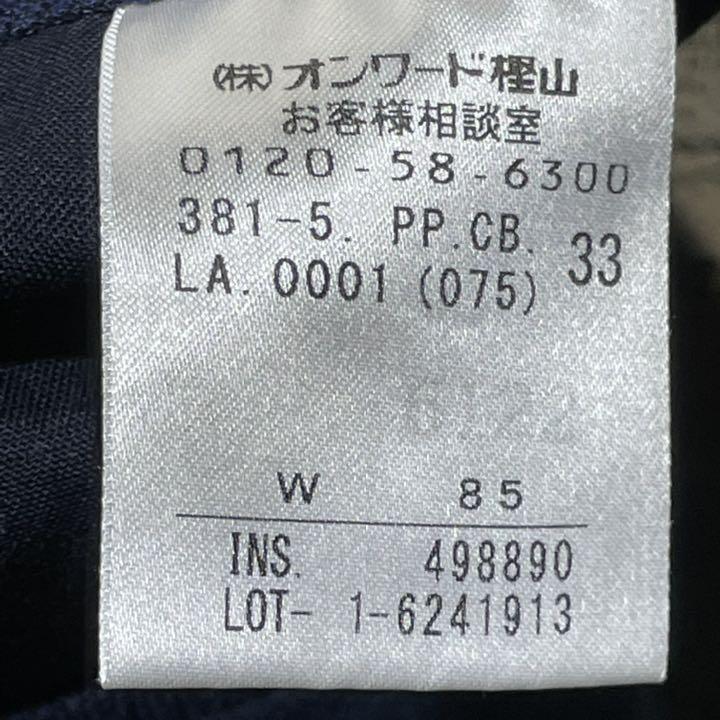 (株)オンワード樫山
お客様相談室
0120-58-6300
381-5. PP.CB. 33
LA.0001(075)
W 85
INS. 498890
LOT- 1-6241913